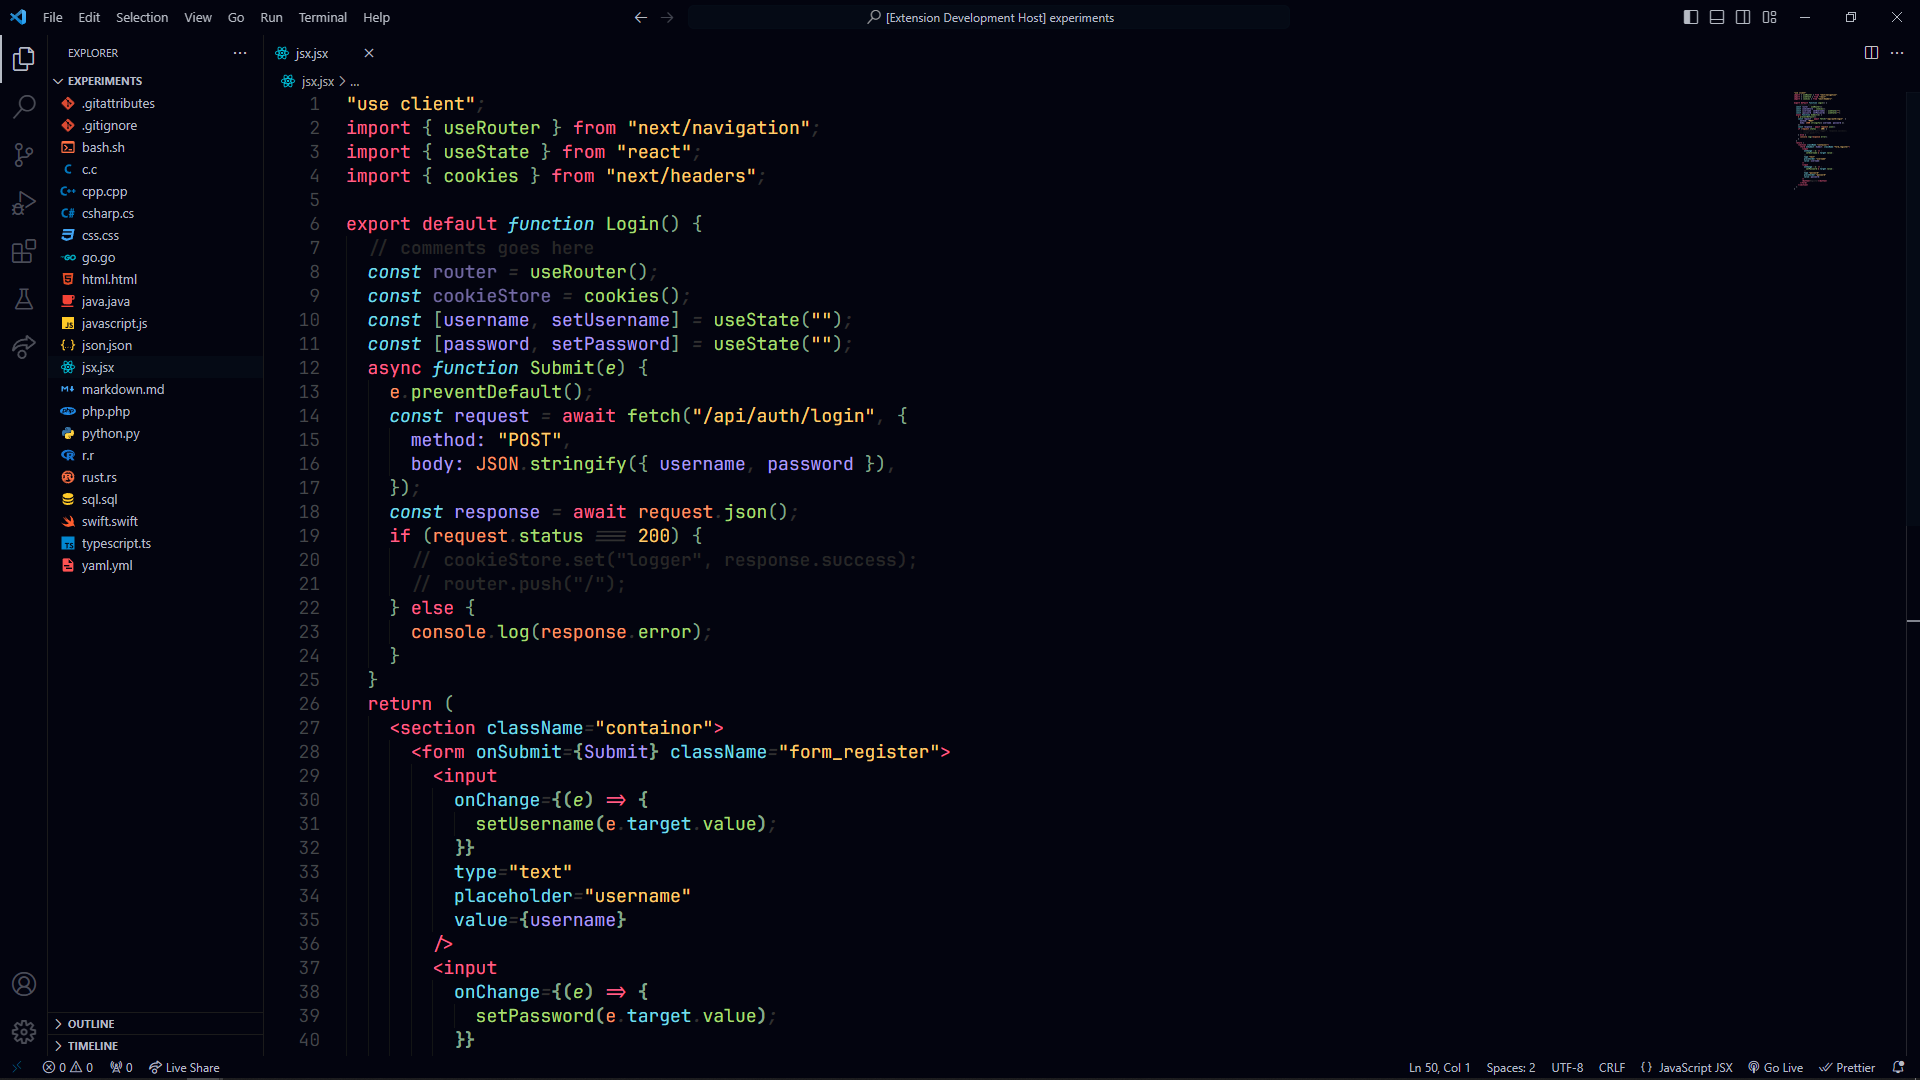 File Edit Selection View Go Run Terminal Help
[Extension Development Host] experiments
EXPLORER
EXPERIMENTS
.gitattributes
.gitignore
bash.sh
c.c
cpp.cpp
csharp.cs
css.css
go.go
html.html
java.java
javascript.js
json.json
jsx.jsx
markdown.md
php.php
python.py
r.r
rust.rs
sql.sql
swift.swift
typescript.ts
yaml.yml
OUTLINE
TIMELINE
jsx.jsx
jsx.jsx > ...
1 "use client";
2 import { useRouter } from "next/navigation";
3 import { useState } from "react";
4 import { cookies } from "next/headers";
5
6 export default function Login() {
7 // comments goes here
8 const router = useRouter();
9 const cookieStore = cookies();
10 const [username, setUsername] = useState("");
11 const [password, setPassword] = useState("");
12 async function Submit(e) {
13 e.preventDefault();
14 const request = await fetch("/api/auth/login", {
15 method: "POST",
16 body: JSON.stringify({ username, password }),
17 });
18 const response = await request.json();
19 if (request.status === 200) {
20 // cookieStore.set("logger", response.success);
21 // router.push("/");
22 } else {
23 console.log(response.error);
24 }
25 }
26 return (
27 <section className="containor">
28 <form onSubmit={Submit} className="form_register">
29 <input
30 onChange={(e) => {
31 setUsername(e.target.value);
32 }}
33 type="text"
34 placeholder="username"
35 value={username}
36 />
37 <input
38 onChange={(e) => {
39 setPassword(e.target.value);
40 }}
0 0 0 Live Share
Ln 50, Col 1 Spaces: 2 UTF-8 CRLF {} JavaScript JSX Go Live Prettier